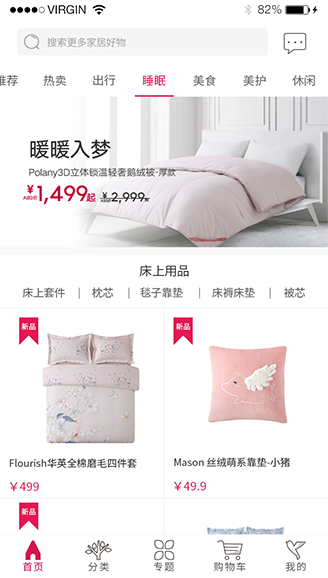 VIRGIN 82%
搜索更多家居好物
推荐 热卖 出行 睡眠 美食 美护 休闲
暖暖入梦
Polany3D立体锁温轻奢鹅绒被-厚款
¥1,499起 ¥2,999
床上用品
床上套件 | 枕芯 | 毯子靠垫 | 床褥床垫 | 被芯
新品 新品
Flourish华英全棉磨毛四件套 Mason 丝绒萌系靠垫-小猪
¥499 ¥49.9
新品
首页 分类 专题 购物车 我的